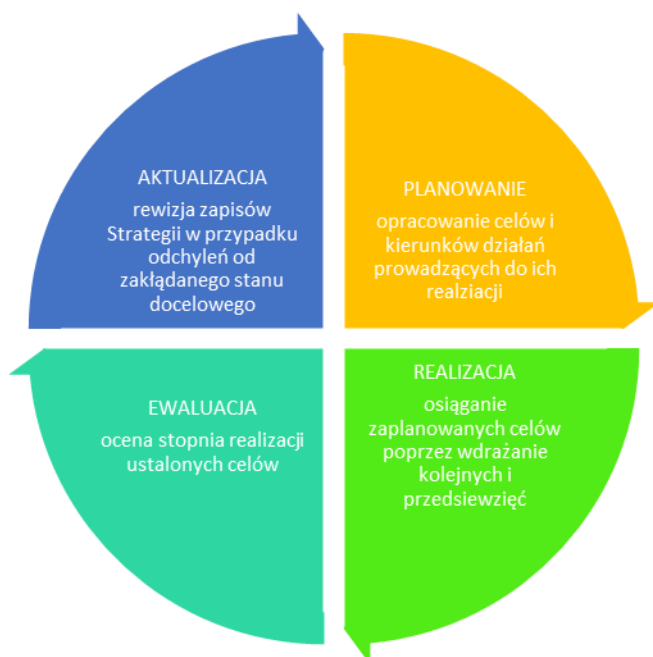 AKTUALIZACJA
rewizja zapisów
Strategii w przypadku
odchyleń od
zakłądanego stanu
docelowego
PLANOWANIE
opracowanie celów i
kierunków działań
prowadzących do ich
realziacji
EWALUACJA
ocena stopnia realizacji
ustalonych celów
REALIZACJA
osiąganie
zaplanowanych celów
poprzez wdrażanie
kolejnych i
przedsiewzięć